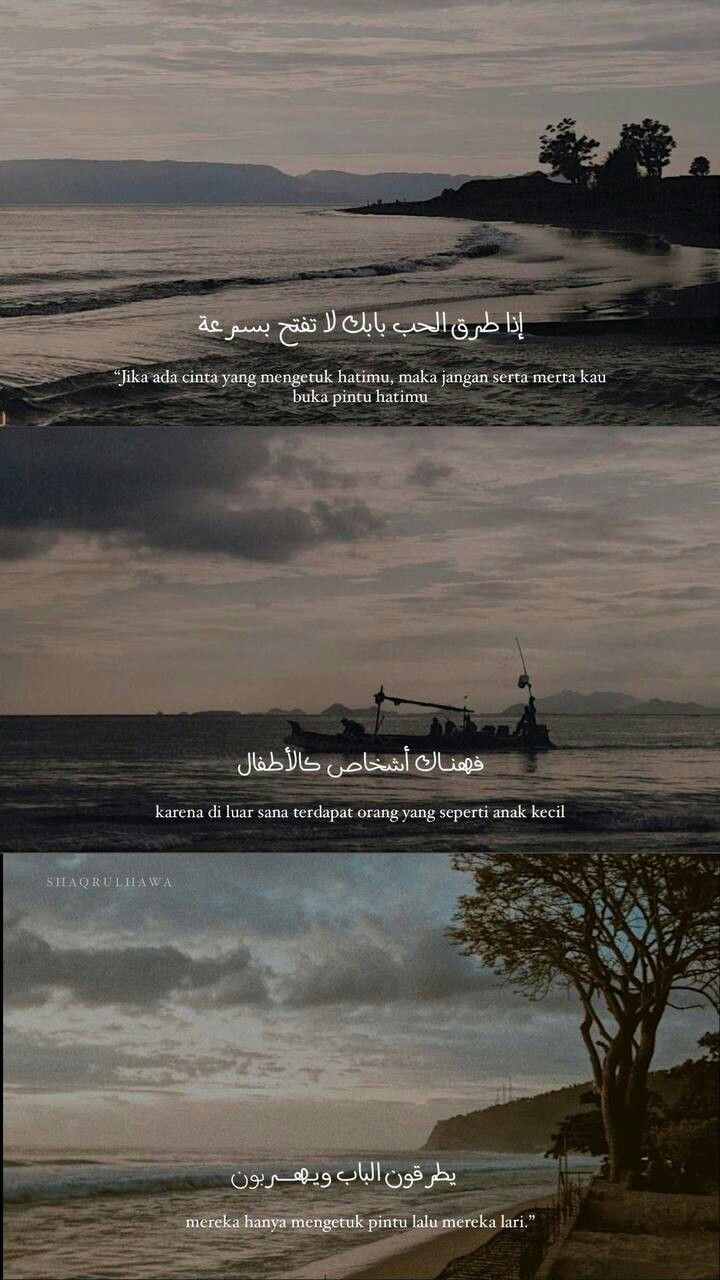 إذا طرق الحب بابك لا تفتح بسرعة
“Jika ada cinta yang mengetuk hatimu, maka jangan serta merta kau
buka pintu hatimu
فهناك أشخاص كالأطفال
karena di luar sana terdapat orang yang seperti anak kecil
SHAQRULHAWA
يطرقون الباب ويهـربون
mereka hanya mengetuk pintu lalu mereka lari.”